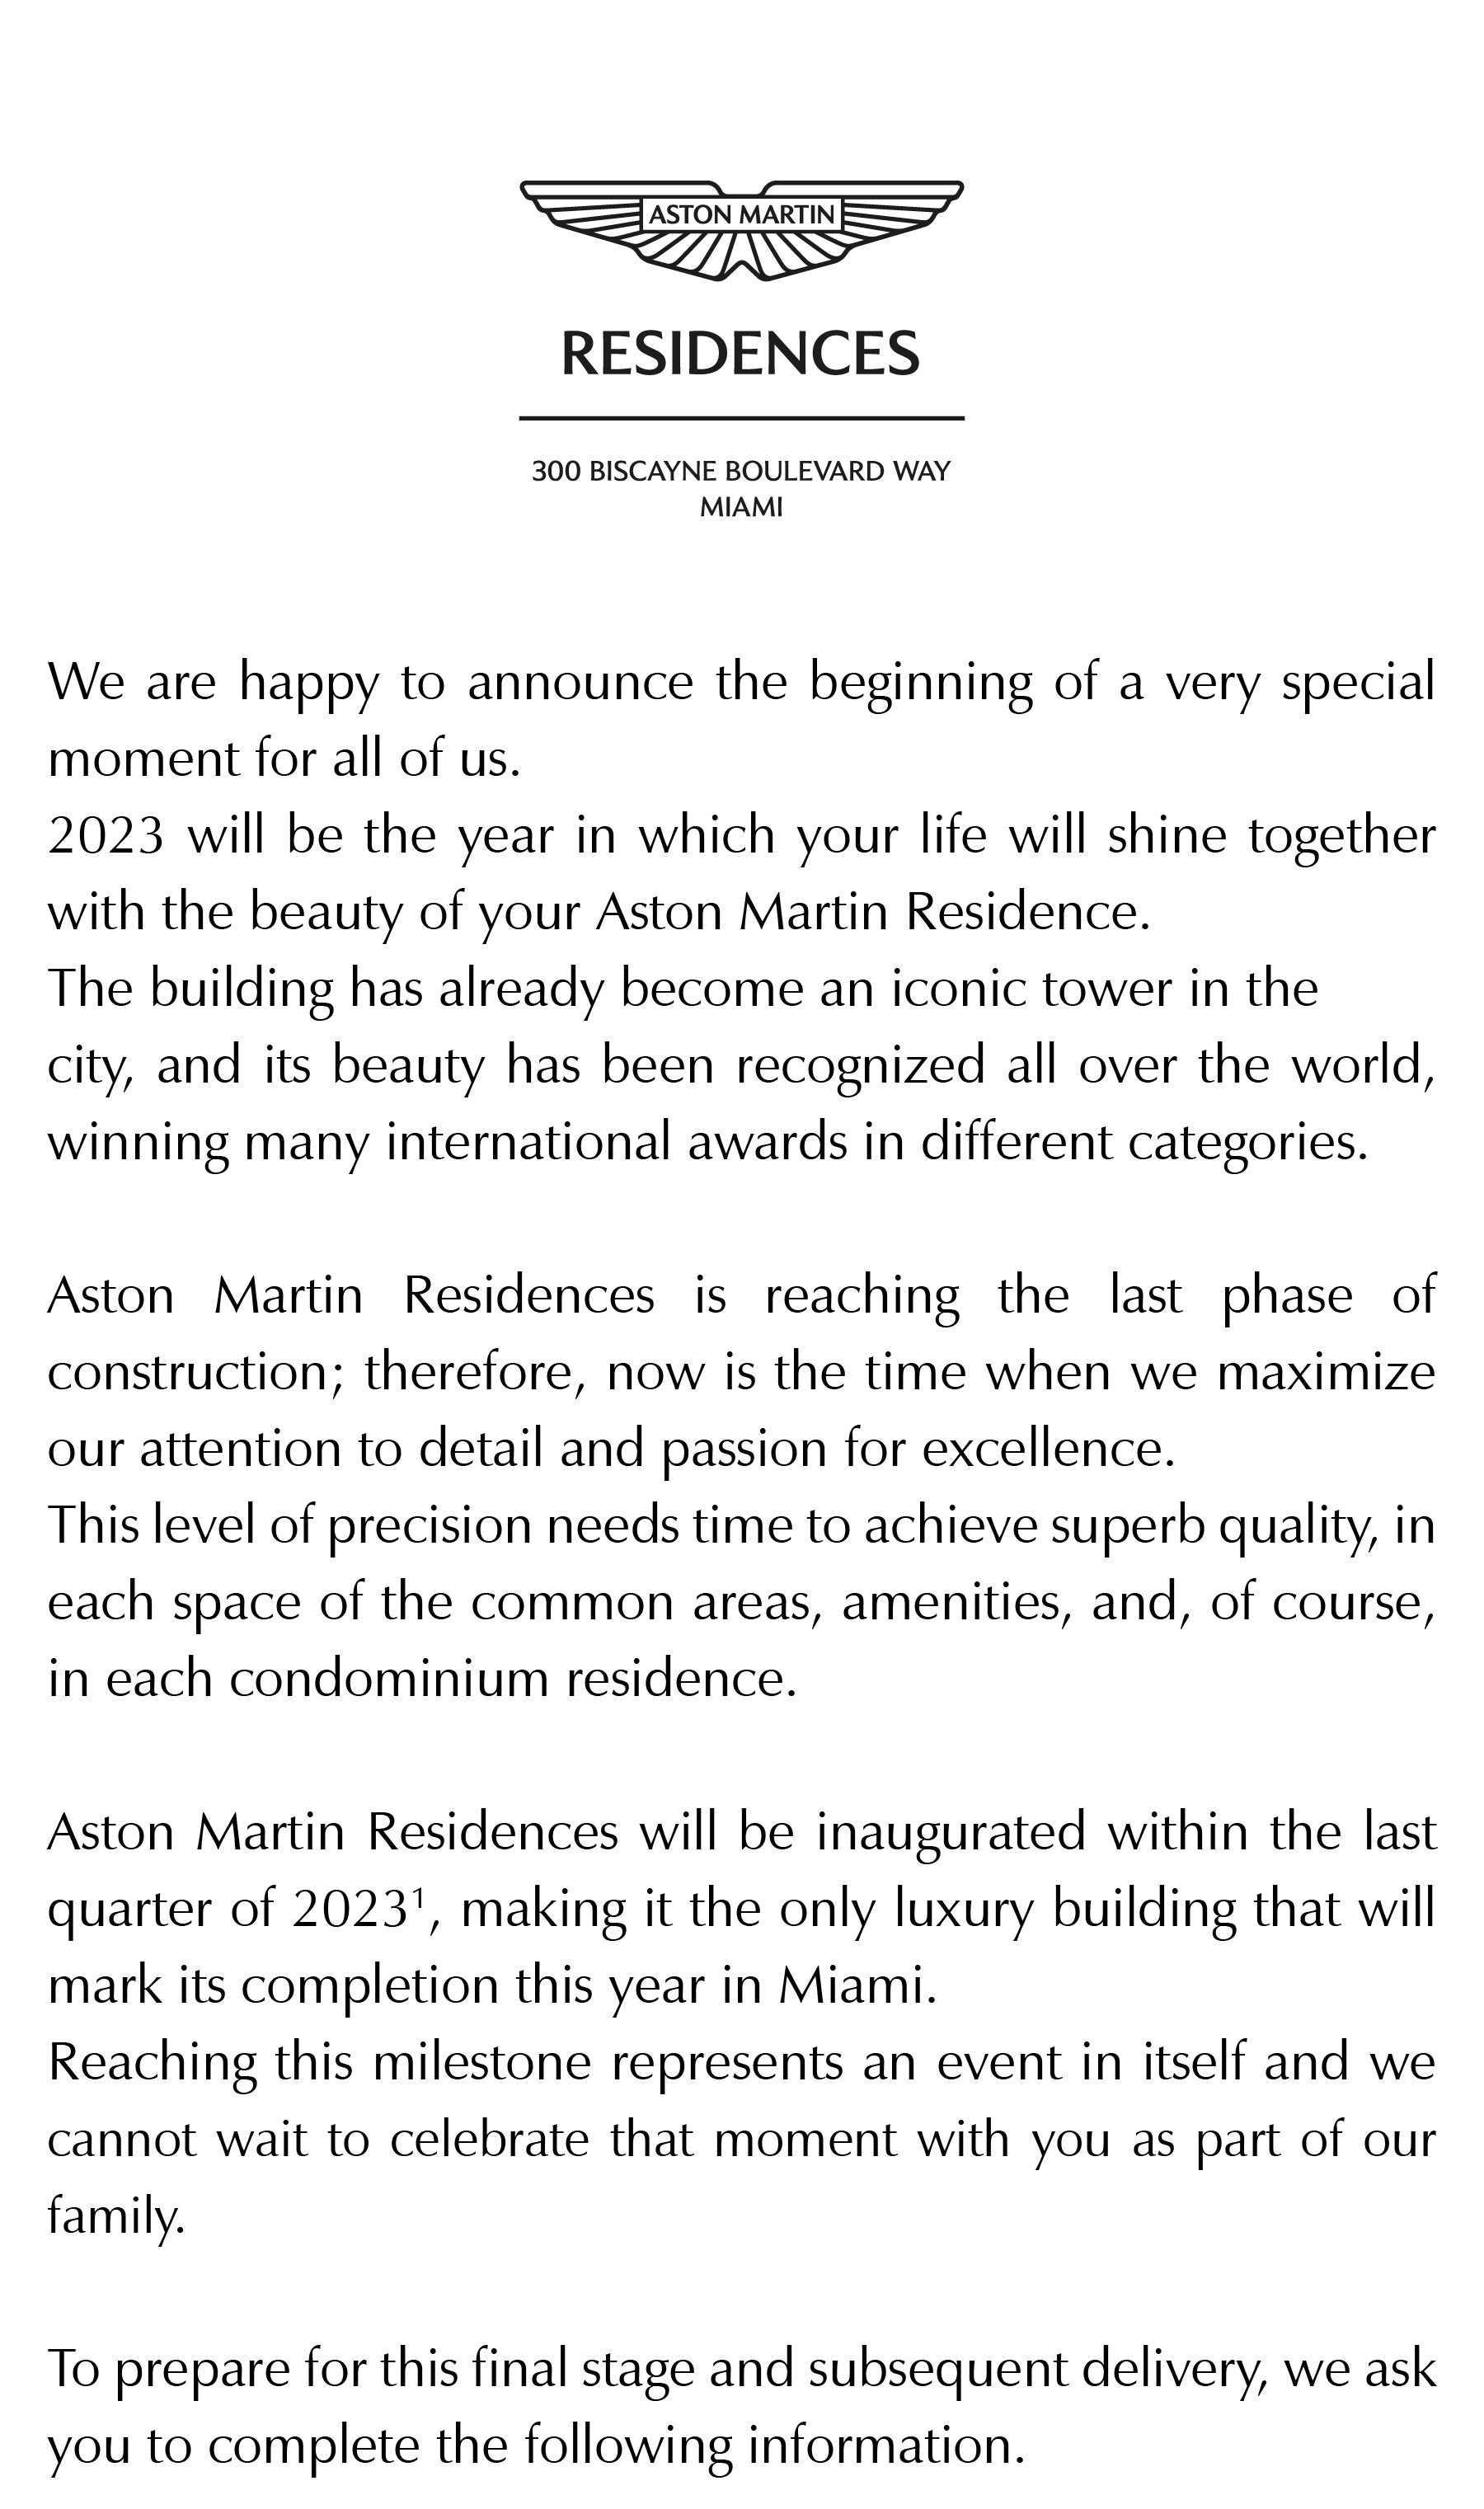 ASTON MARTIN
RESIDENCES
300 BISCAYNE BOULEVARD WAY
MIAMI
We are happy to announce the beginning of a very special
moment for all of us.
2023 will be the year in which your life will shine together
with the beauty of your Aston Martin Residence.
The building has already become an iconic tower in the
city, and its beauty has been recognized all over the world,
winning many international awards in different categories.
Aston Martin Residences is reaching the last phase of
construction; therefore, now is the time when we maximize
our attention to detail and passion for excellence.
This level of precision needs time to achieve superb quality, in
each space of the common areas, amenities, and, of course,
in each condominium residence.
Aston Martin Residences will be inaugurated within the last
quarter of 2023¹, making it the only luxury building that will
mark its completion this year in Miami.
Reaching this milestone represents an event in itself and we
cannot wait to celebrate that moment with you as part of our
family.
To prepare for this final stage and subsequent delivery, we ask
you to complete the following information.